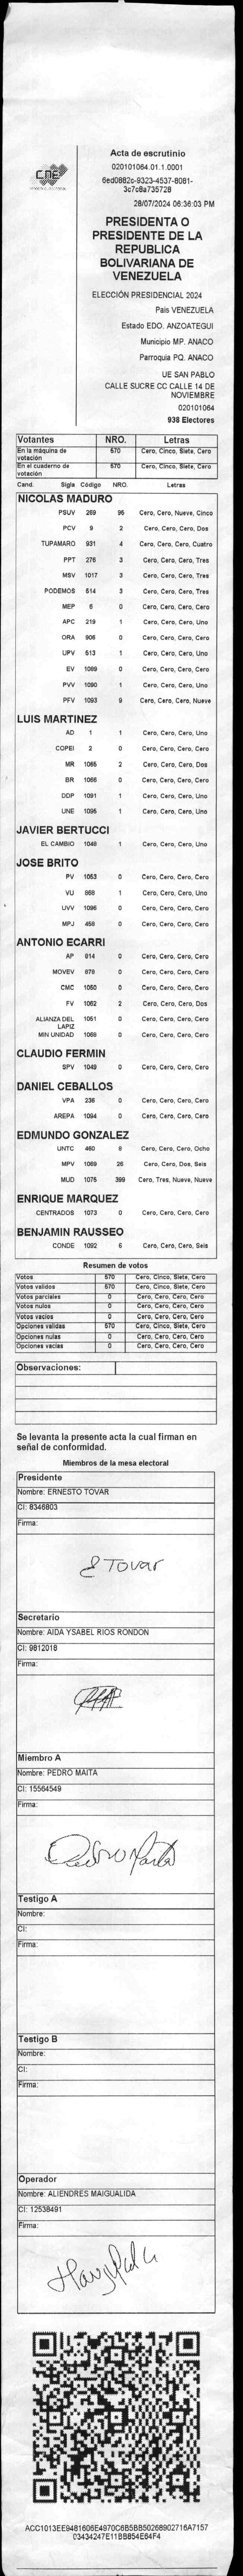 CNE
Acta de escrutinio
020101064.01.1.0001
6ed0882c-9323-4537-8081-
3c7c8a735728
28/07/2024 06:36:03 PM
PRESIDENTA O
PRESIDENTE DE LA
REPUBLICA
BOLIVARIANA DE
VENEZUELA
ELECCIÓN PRESIDENCIAL 2024
Pais VENEZUELA
Estado EDO. ANZOATEGUI
Municipio MP. ANACO
Parroquia PQ. ANACO
UE SAN PABLO
CALLE SUCRE CC CALLE 14 DE
NOVIEMBRE
020101064
938 Electores
Votantes NRO. Letras
En la máquina de votación 570 Cero, Cinco, Siete, Cero
En el cuaderno de votación 570 Cero, Cinco, Siete, Cero
Cand. Sigla Código NRO. Letras
NICOLAS MADURO
PSUV 269 95 Cero, Cero, Nueve, Cinco
PCV 9 2 Cero, Cero, Cero, Dos
TUPAMARO 931 4 Cero, Cero, Cero, Cuatro
PPT 276 3 Cero, Cero, Cero, Tres
MSV 1017 3 Cero, Cero, Cero, Tres
PODEMOS 514 3 Cero, Cero, Cero, Tres
MEP 6 0 Cero, Cero, Cero, Cero
APC 219 1 Cero, Cero, Cero, Uno
ORA 906 0 Cero, Cero, Cero, Cero
UPV 513 1 Cero, Cero, Cero, Uno
EV 1089 0 Cero, Cero, Cero, Cero
PVV 1090 1 Cero, Cero, Cero, Uno
PFV 1093 9 Cero, Cero, Cero, Nueve
LUIS MARTINEZ
AD 1 1 Cero, Cero, Cero, Uno
COPEI 2 0 Cero, Cero, Cero, Cero
MR 1065 2 Cero, Cero, Cero, Dos
BR 1066 0 Cero, Cero, Cero, Cero
DDP 1091 1 Cero, Cero, Cero, Uno
UNE 1095 1 Cero, Cero, Cero, Uno
JAVIER BERTUCCI
EL CAMBIO 1048 1 Cero, Cero, Cero, Uno
JOSE BRITO
PV 1053 0 Cero, Cero, Cero, Cero
VU 868 1 Cero, Cero, Cero, Uno
UVV 1096 0 Cero, Cero, Cero, Cero
MPJ 458 0 Cero, Cero, Cero, Cero
ANTONIO ECARRI
AP 914 0 Cero, Cero, Cero, Cero
MOVEV 878 0 Cero, Cero, Cero, Cero
CMC 1050 0 Cero, Cero, Cero, Cero
FV 1062 2 Cero, Cero, Cero, Dos
ALIANZA DEL LAPIZ 1051 0 Cero, Cero, Cero, Cero
MIN UNIDAD 1068 0 Cero, Cero, Cero, Cero
CLAUDIO FERMIN
SPV 1049 0 Cero, Cero, Cero, Cero
DANIEL CEBALLOS
VPA 236 0 Cero, Cero, Cero, Cero
AREPA 1094 0 Cero, Cero, Cero, Cero
EDMUNDO GONZALEZ
UNTC 460 8 Cero, Cero, Cero, Ocho
MPV 1069 26 Cero, Cero, Dos, Seis
MUD 1075 399 Cero, Tres, Nueve, Nueve
ENRIQUE MARQUEZ
CENTRADOS 1073 0 Cero, Cero, Cero, Cero
BENJAMIN RAUSSEO
CONDE 1092 6 Cero, Cero, Cero, Seis
Resumen de votos
Votos 570 Cero, Cinco, Siete, Cero
Votos validos 570 Cero, Cinco, Siete, Cero
Votos parciales 0 Cero, Cero, Cero, Cero
Votos nulos 0 Cero, Cero, Cero, Cero
Votos vacios 0 Cero, Cero, Cero, Cero
Opciones validas 570 Cero, Cinco, Siete, Cero
Opciones nulas 0 Cero, Cero, Cero, Cero
Opciones vacias 0 Cero, Cero, Cero, Cero
Observaciones:
Se levanta la presente acta la cual firman en
señal de conformidad.
Miembros de la mesa electoral
Presidente
Nombre: ERNESTO TOVAR
CI: 8346803
Firma:
E Tovar
Secretario
Nombre: AIDA YSABEL RIOS RONDON
CI: 9812018
Firma:
Miembro A
Nombre: PEDRO MAITA
CI: 15564549
Firma:
Pedro Maita
Testigo A
Nombre:
CI:
Firma:
Testigo B
Nombre:
CI:
Firma:
Operador
Nombre: ALIENDRES MAIGUALIDA
CI: 12538491
Firma:
ACC1013EE9481606E4970C6B5BB50268902716A7157
03434247E11BB854E64F4